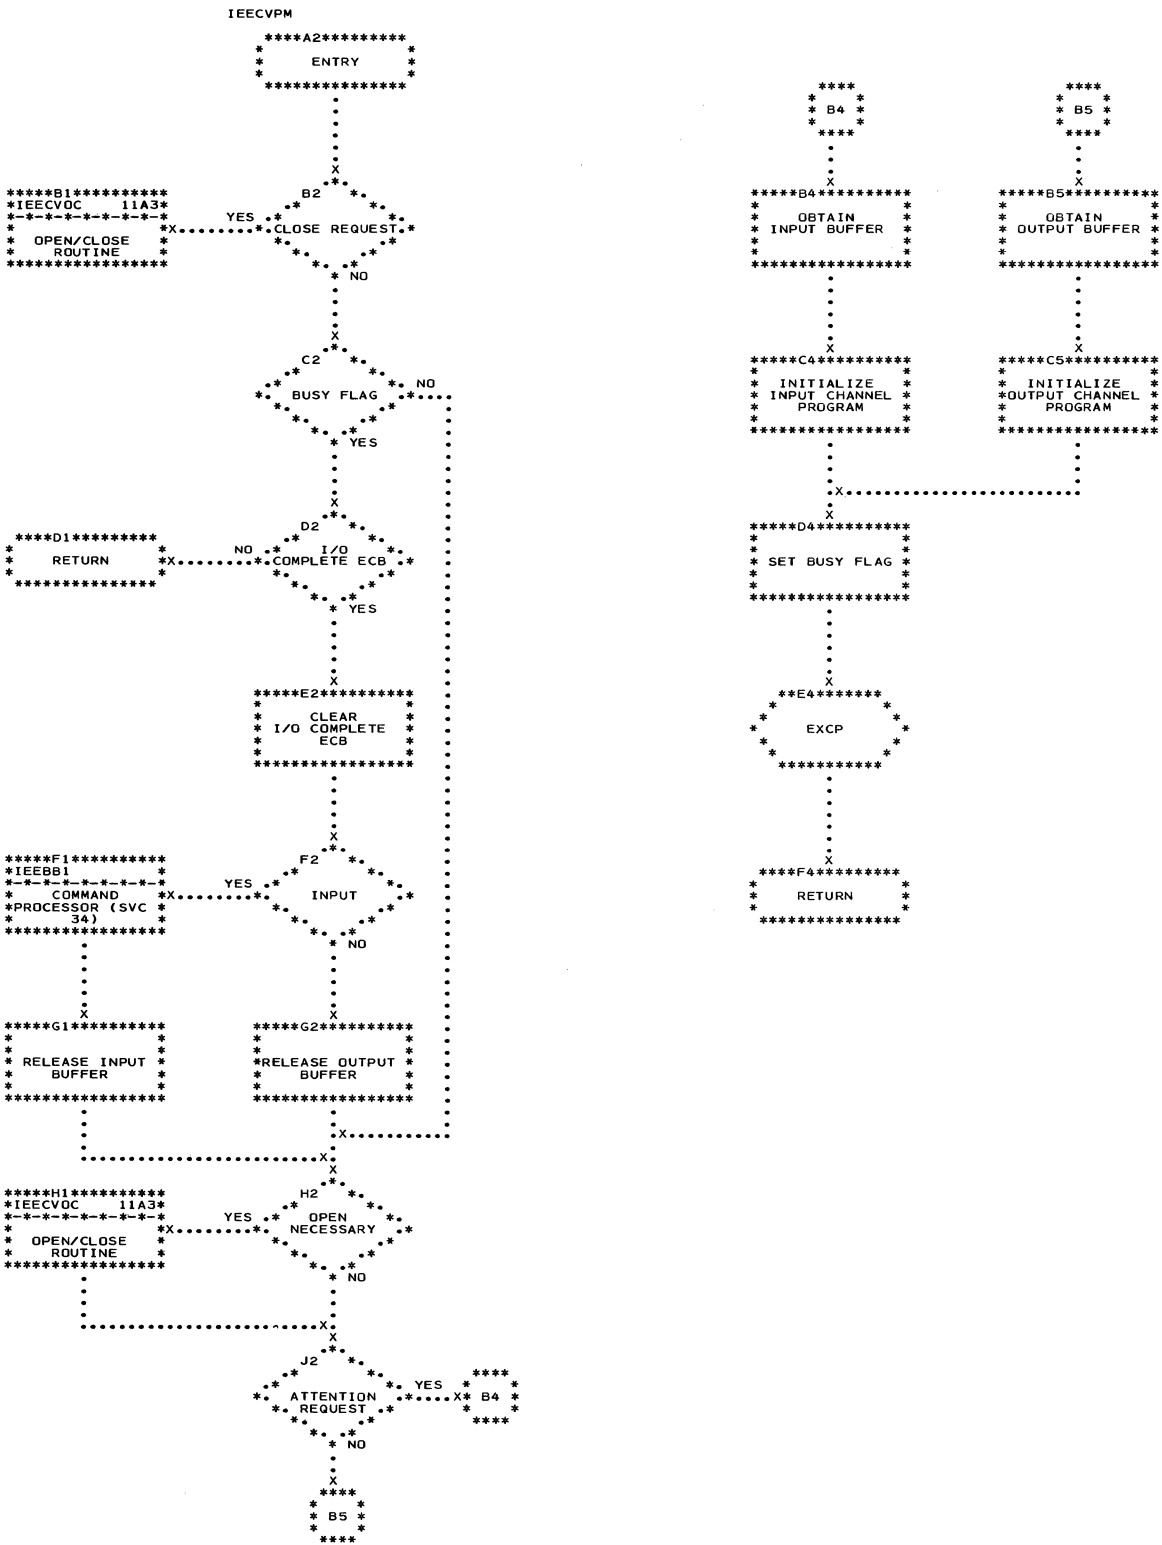 IEECVPM
****A2*********
ENTRY
B2
*****B1**********
*IEECVOC 11A3*
*-*-*-*-*-*-*-*-*
OPEN/CLOSE
ROUTINE
YES
CLOSE REQUEST
NO
C2
BUSY FLAG
NO
YES
D2
****D1*********
RETURN
NO
I/O
COMPLETE ECB
YES
*****E2**********
CLEAR
I/O COMPLETE
ECB
F2
*****F1**********
*IEEBB1 *
*-*-*-*-*-*-*-*-*
COMMAND
PROCESSOR (SVC
34)
YES
INPUT
NO
*****G1**********
RELEASE INPUT
BUFFER
*****G2**********
RELEASE OUTPUT
BUFFER
H2
*****H1**********
*IEECVOC 11A3*
*-*-*-*-*-*-*-*-*
OPEN/CLOSE
ROUTINE
YES
OPEN
NECESSARY
NO
J2
ATTENTION
REQUEST
YES
B4
NO
B5
B4
*****B4**********
OBTAIN
INPUT BUFFER
*****C4**********
INITIALIZE
INPUT CHANNEL
PROGRAM
B5
*****B5**********
OBTAIN
OUTPUT BUFFER
*****C5**********
INITIALIZE
OUTPUT CHANNEL
PROGRAM
*****D4**********
SET BUSY FLAG
**E4*******
EXCP
****F4*********
RETURN